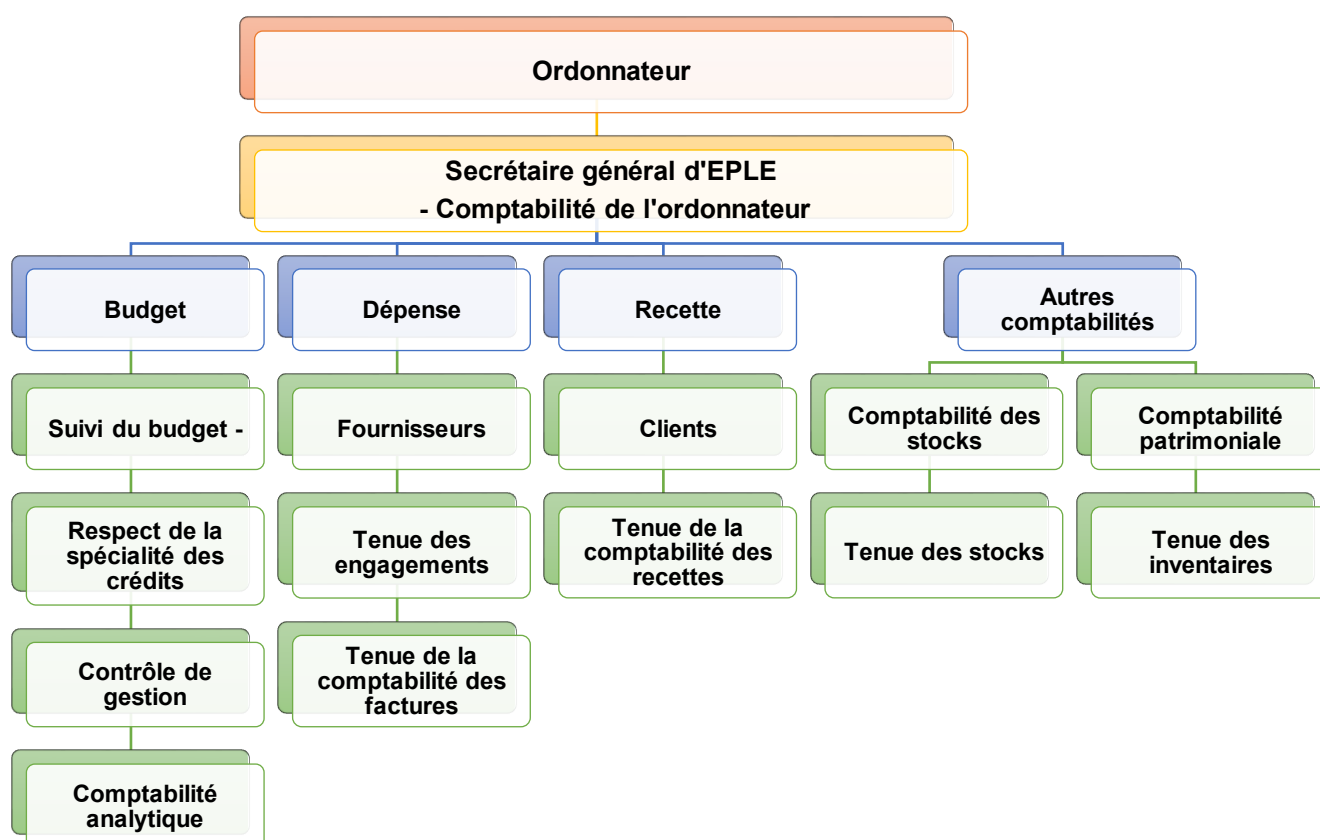 Ordonnateur
Secrétaire général d'EPLE
- Comptabilité de l'ordonnateur
Budget
Dépense
Recette
Autres
comptabilités
Suivi du budget -
Fournisseurs
Clients
Comptabilité des
stocks
Comptabilité
patrimoniale
Respect de la
spécialité des
crédits
Tenue des
engagements
Tenue de la
comptabilité des
recettes
Tenue des stocks
Tenue des
inventaires
Contrôle de
gestion
Tenue de la
comptabilité des
factures
Comptabilité
analytique